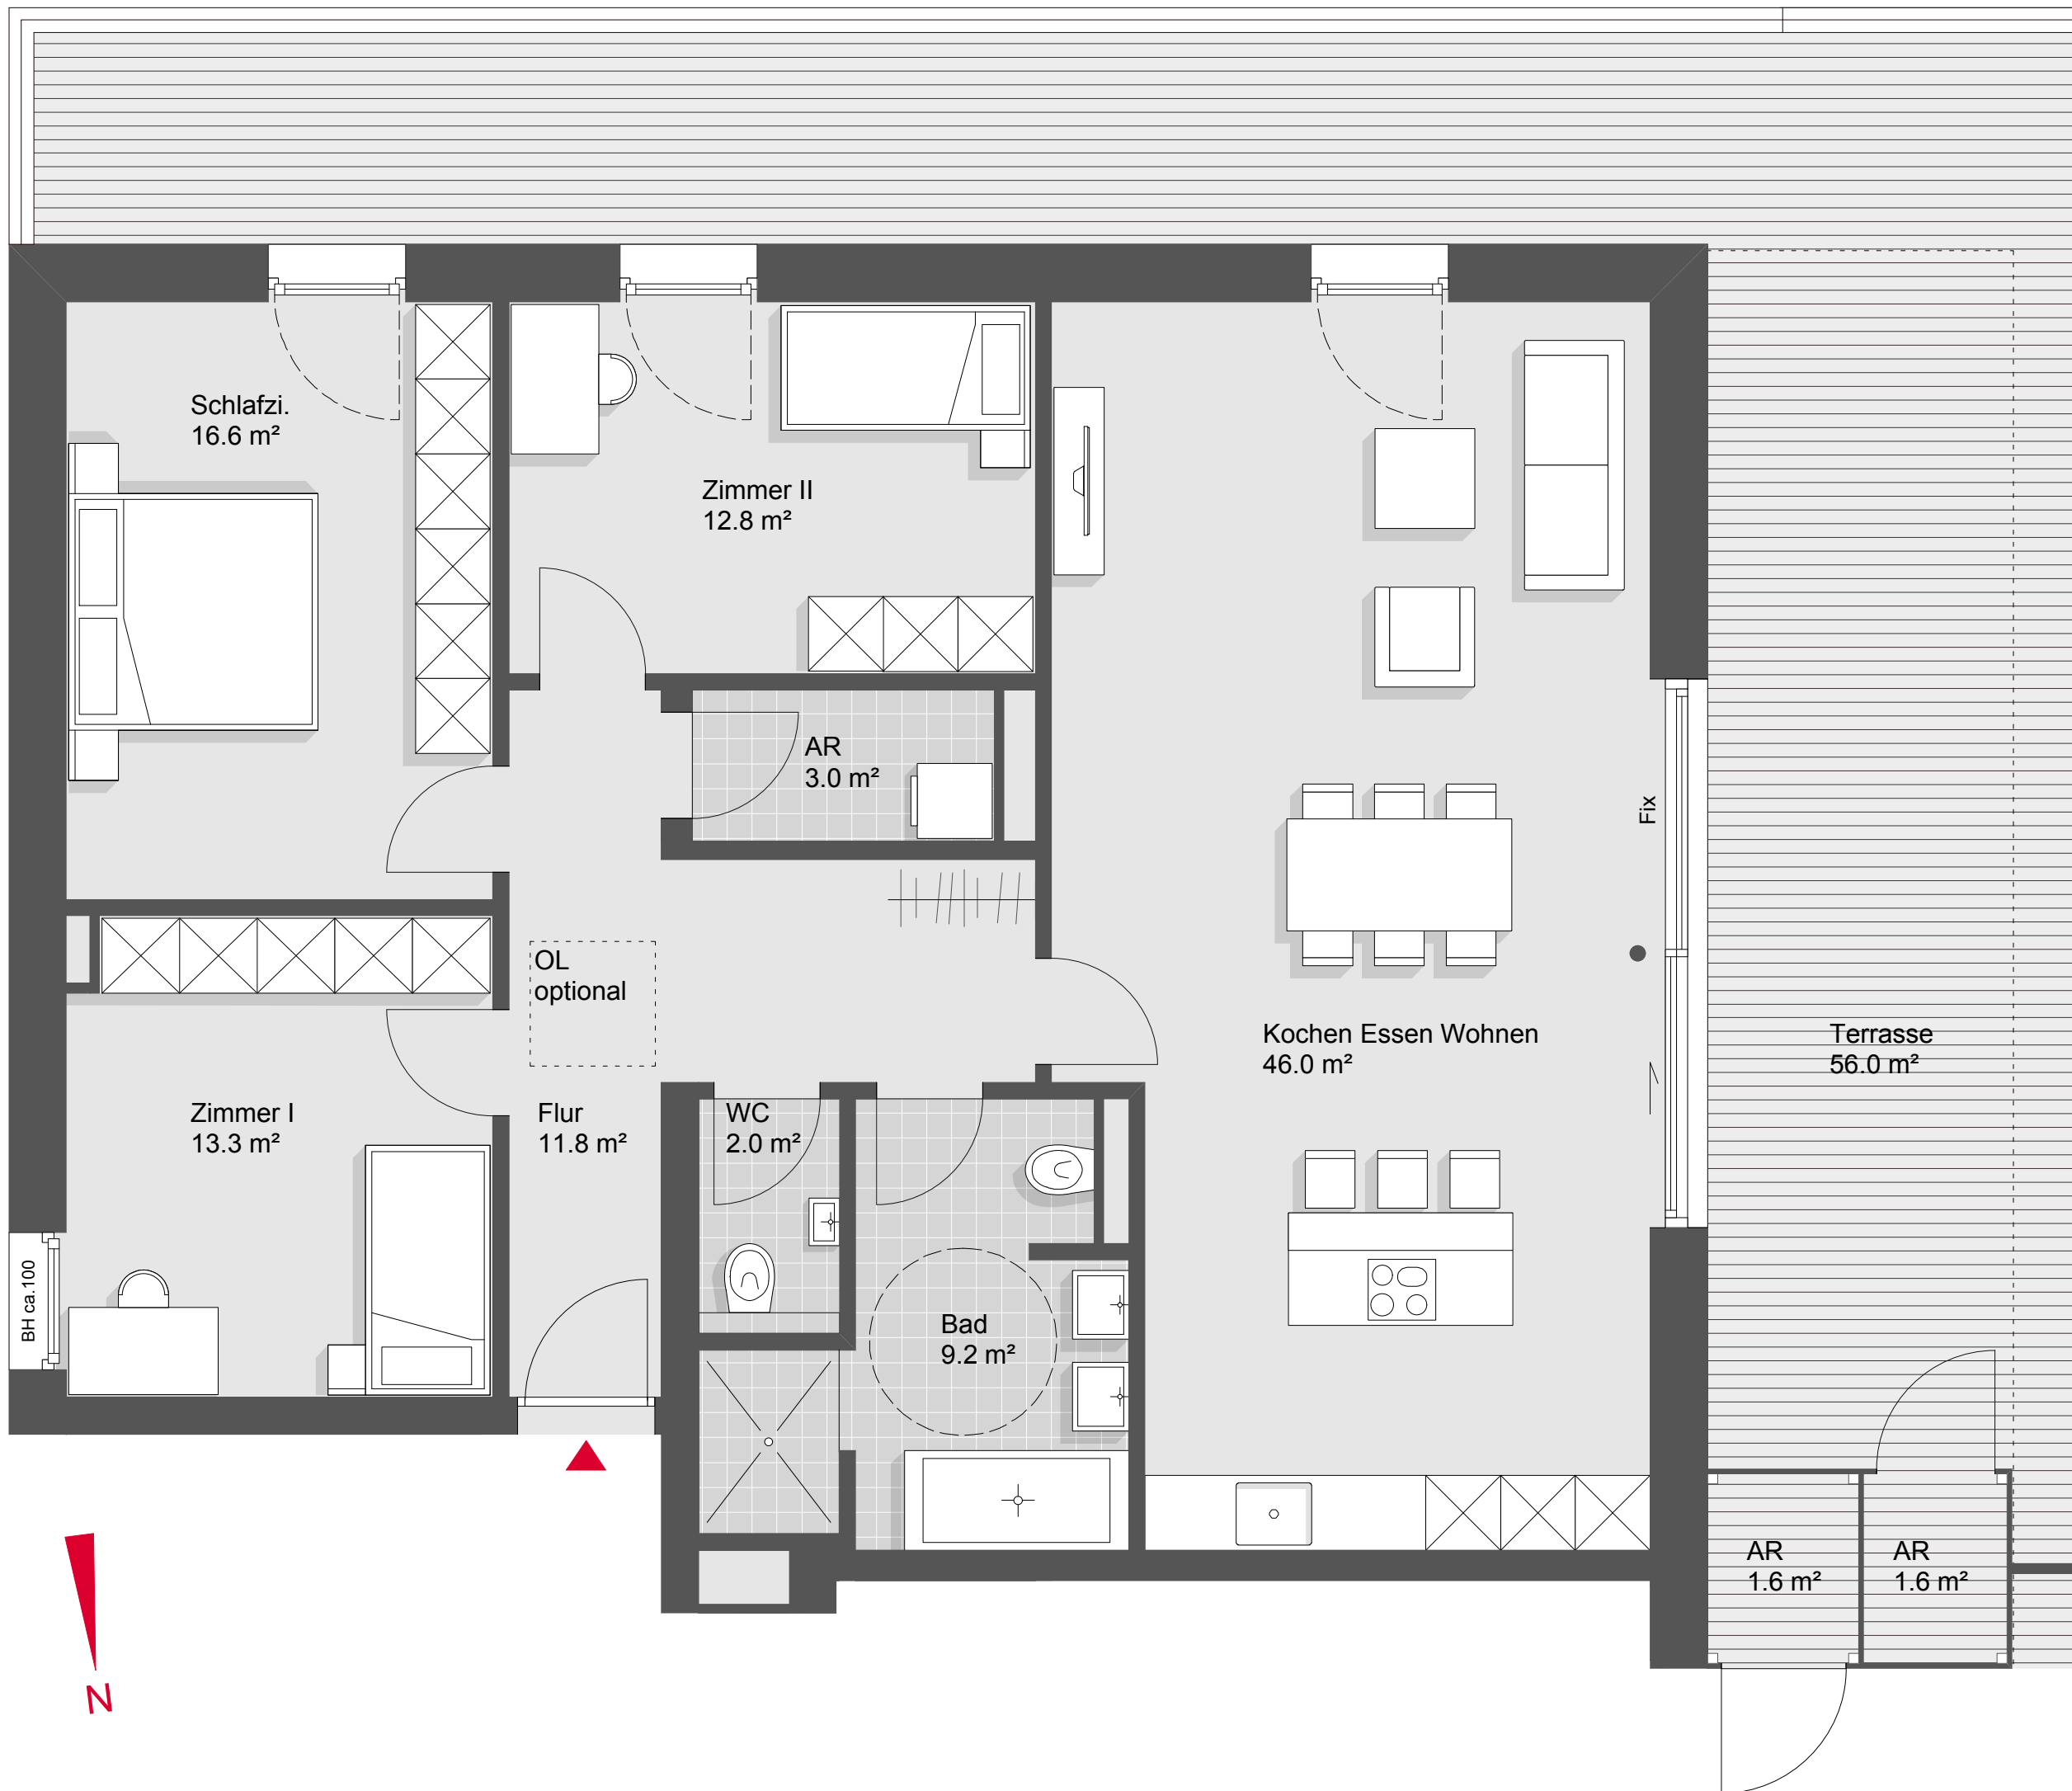 Schlafzi.
16.6 m²
Zimmer II
12.8 m²
AR
3.0 m²
Fix
OL
optional
Kochen Essen Wohnen
46.0 m²
Terrasse
56.0 m²
Zimmer I
13.3 m²
Flur
11.8 m²
WC
2.0 m²
BH ca.100
Bad
9.2 m²
AR
1.6 m²
AR
1.6 m²
N